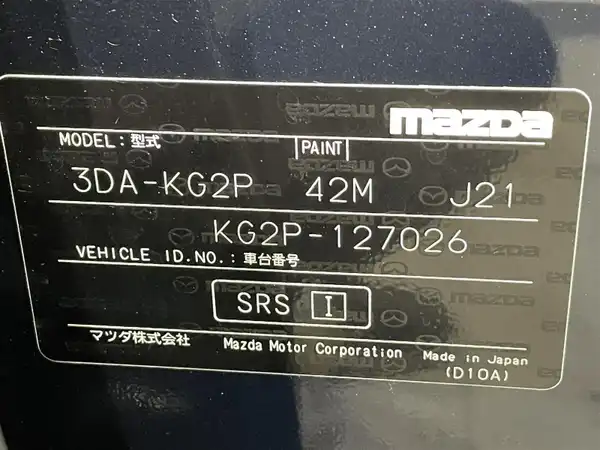 mazda
MODEL:型式 PAINT
3DA-KG2P 42M J21
KG2P-127026
VEHICLE ID.NO.:車台番号
SRS I
マツダ株式会社 Mazda Motor Corporation Made in Japan
(D10A)